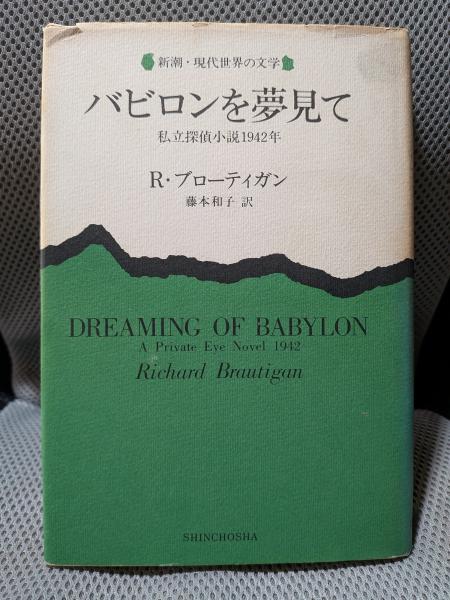 新潮・現代世界の文学
バビロンを夢見て
私立探偵小説1942年
R・ブローティガン
藤本和子 訳
DREAMING OF BABYLON
A Private Eye Novel 1942
Richard Brautigan
SHINCHOSHA